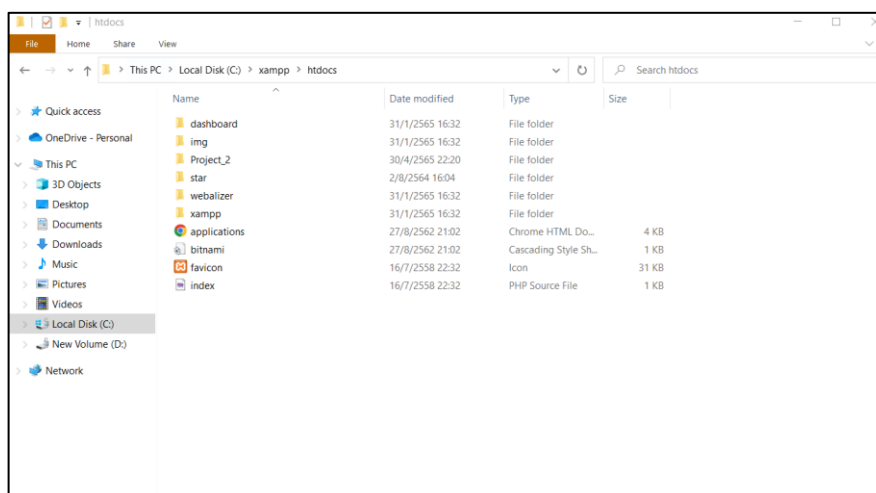 htdocs
File Home Share View
This PC > Local Disk (C:) > xampp > htdocs Search htdocs
Name Date modified Type Size
Quick access
OneDrive - Personal
This PC
3D Objects
Desktop
Documents
Downloads
Music
Pictures
Videos
Local Disk (C:)
New Volume (D:)
Network
dashboard 31/1/2565 16:32 File folder
img 31/1/2565 16:32 File folder
Project_2 30/4/2565 22:20 File folder
star 2/8/2564 16:04 File folder
webalizer 31/1/2565 16:32 File folder
xampp 31/1/2565 16:32 File folder
applications 27/8/2562 21:02 Chrome HTML Do... 4 KB
bitnami 27/8/2562 21:02 Cascading Style Sh... 1 KB
favicon 16/7/2558 22:32 Icon 31 KB
index 16/7/2558 22:32 PHP Source File 1 KB